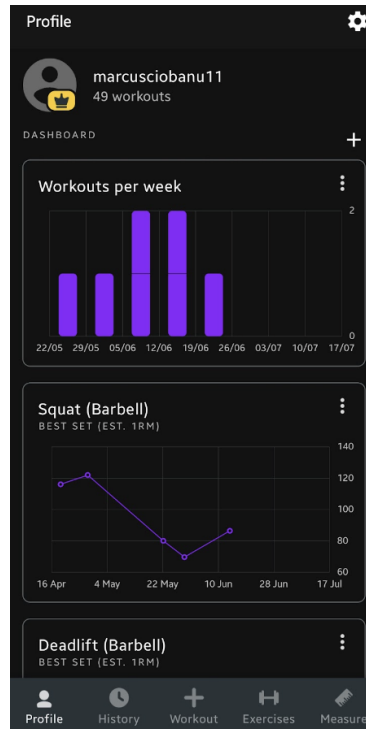 Profile
marcusciobanu11
49 workouts
DASHBOARD
Workouts per week
2
0
22/05 29/05 05/06 12/06 19/06 26/06 03/07 10/07 17/07
Squat (Barbell)
BEST SET (EST. 1RM)
140
120
100
80
60
16 Apr 4 May 22 May 10 Jun 28 Jun 17 Jul
Deadlift (Barbell)
BEST SET (EST. 1RM)
Profile History Workout Exercises Measure